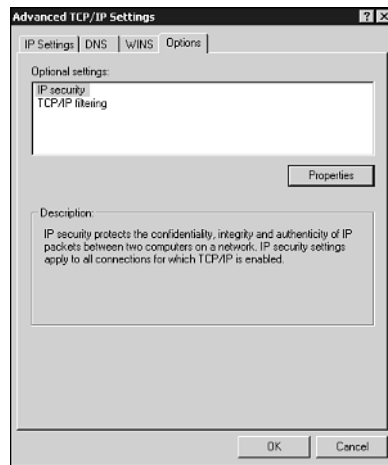 Advanced TCP/IP Settings
IP Settings DNS WINS Options
Optional settings:
IP security
TCP/IP filtering
Properties
Description:
IP security protects the confidentiality, integrity and authenticity of IP
packets between two computers on a network. IP security settings
apply to all connections for which TCP/IP is enabled.
OK Cancel